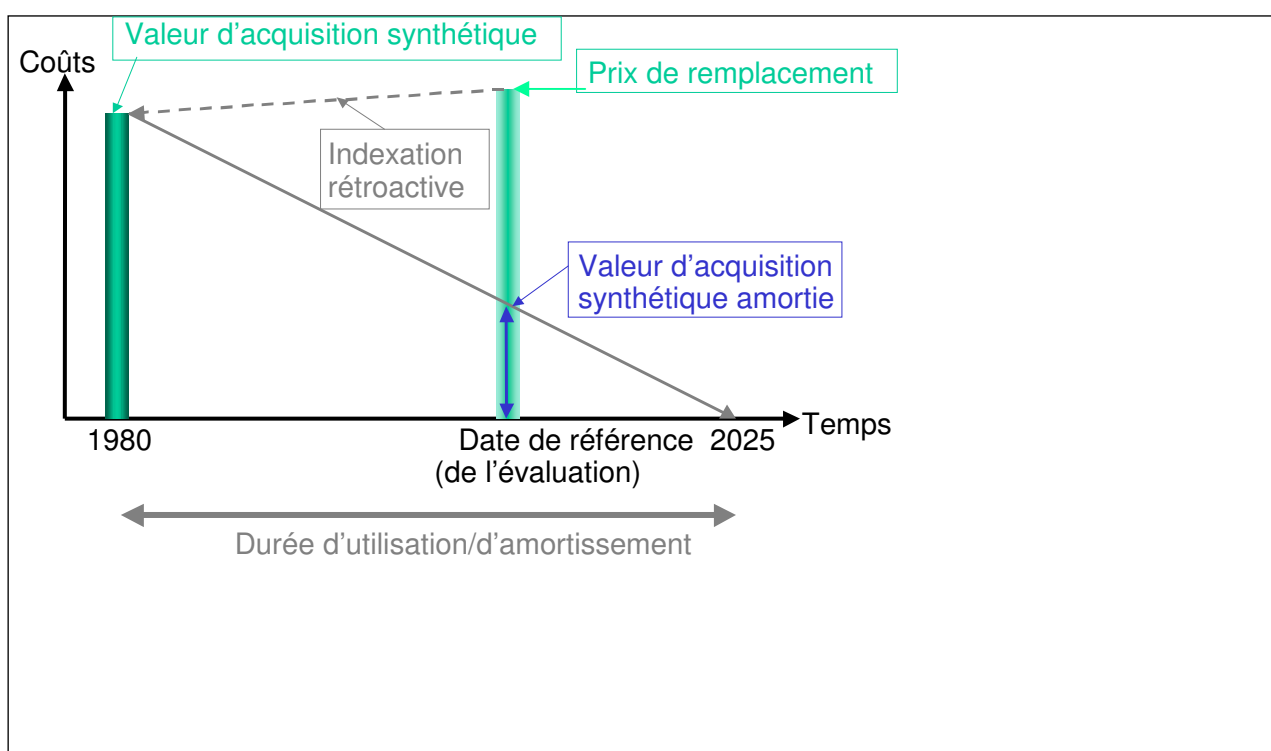 Valeur d'acquisition synthétique
Coûts
Prix de remplacement
Indexation
rétroactive
Valeur d'acquisition
synthétique amortie
Temps
1980
Date de référence
(de l'évaluation)
2025
Durée d'utilisation/d'amortissement